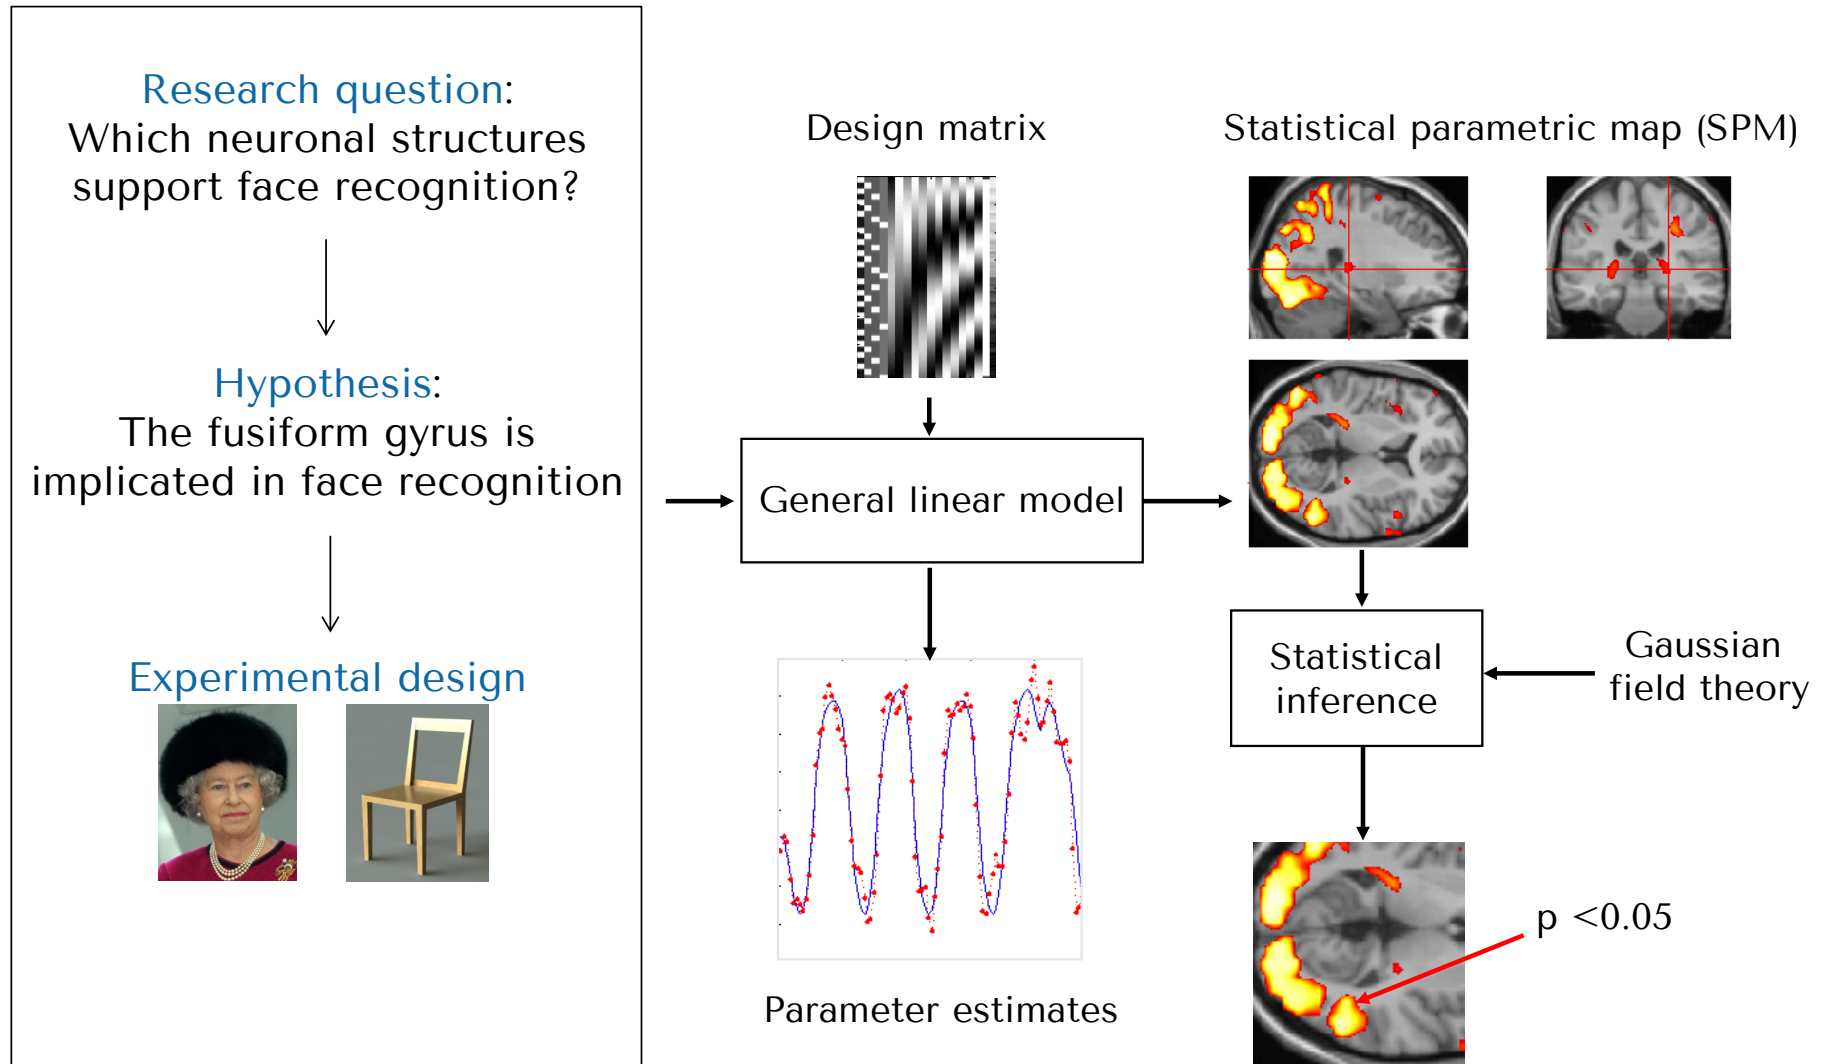 Research question:
Which neuronal structures
support face recognition?
Hypothesis:
The fusiform gyrus is
implicated in face recognition
Experimental design
Design matrix
General linear model
Parameter estimates
Statistical parametric map (SPM)
Statistical
inference
Gaussian
field theory
p <0.05